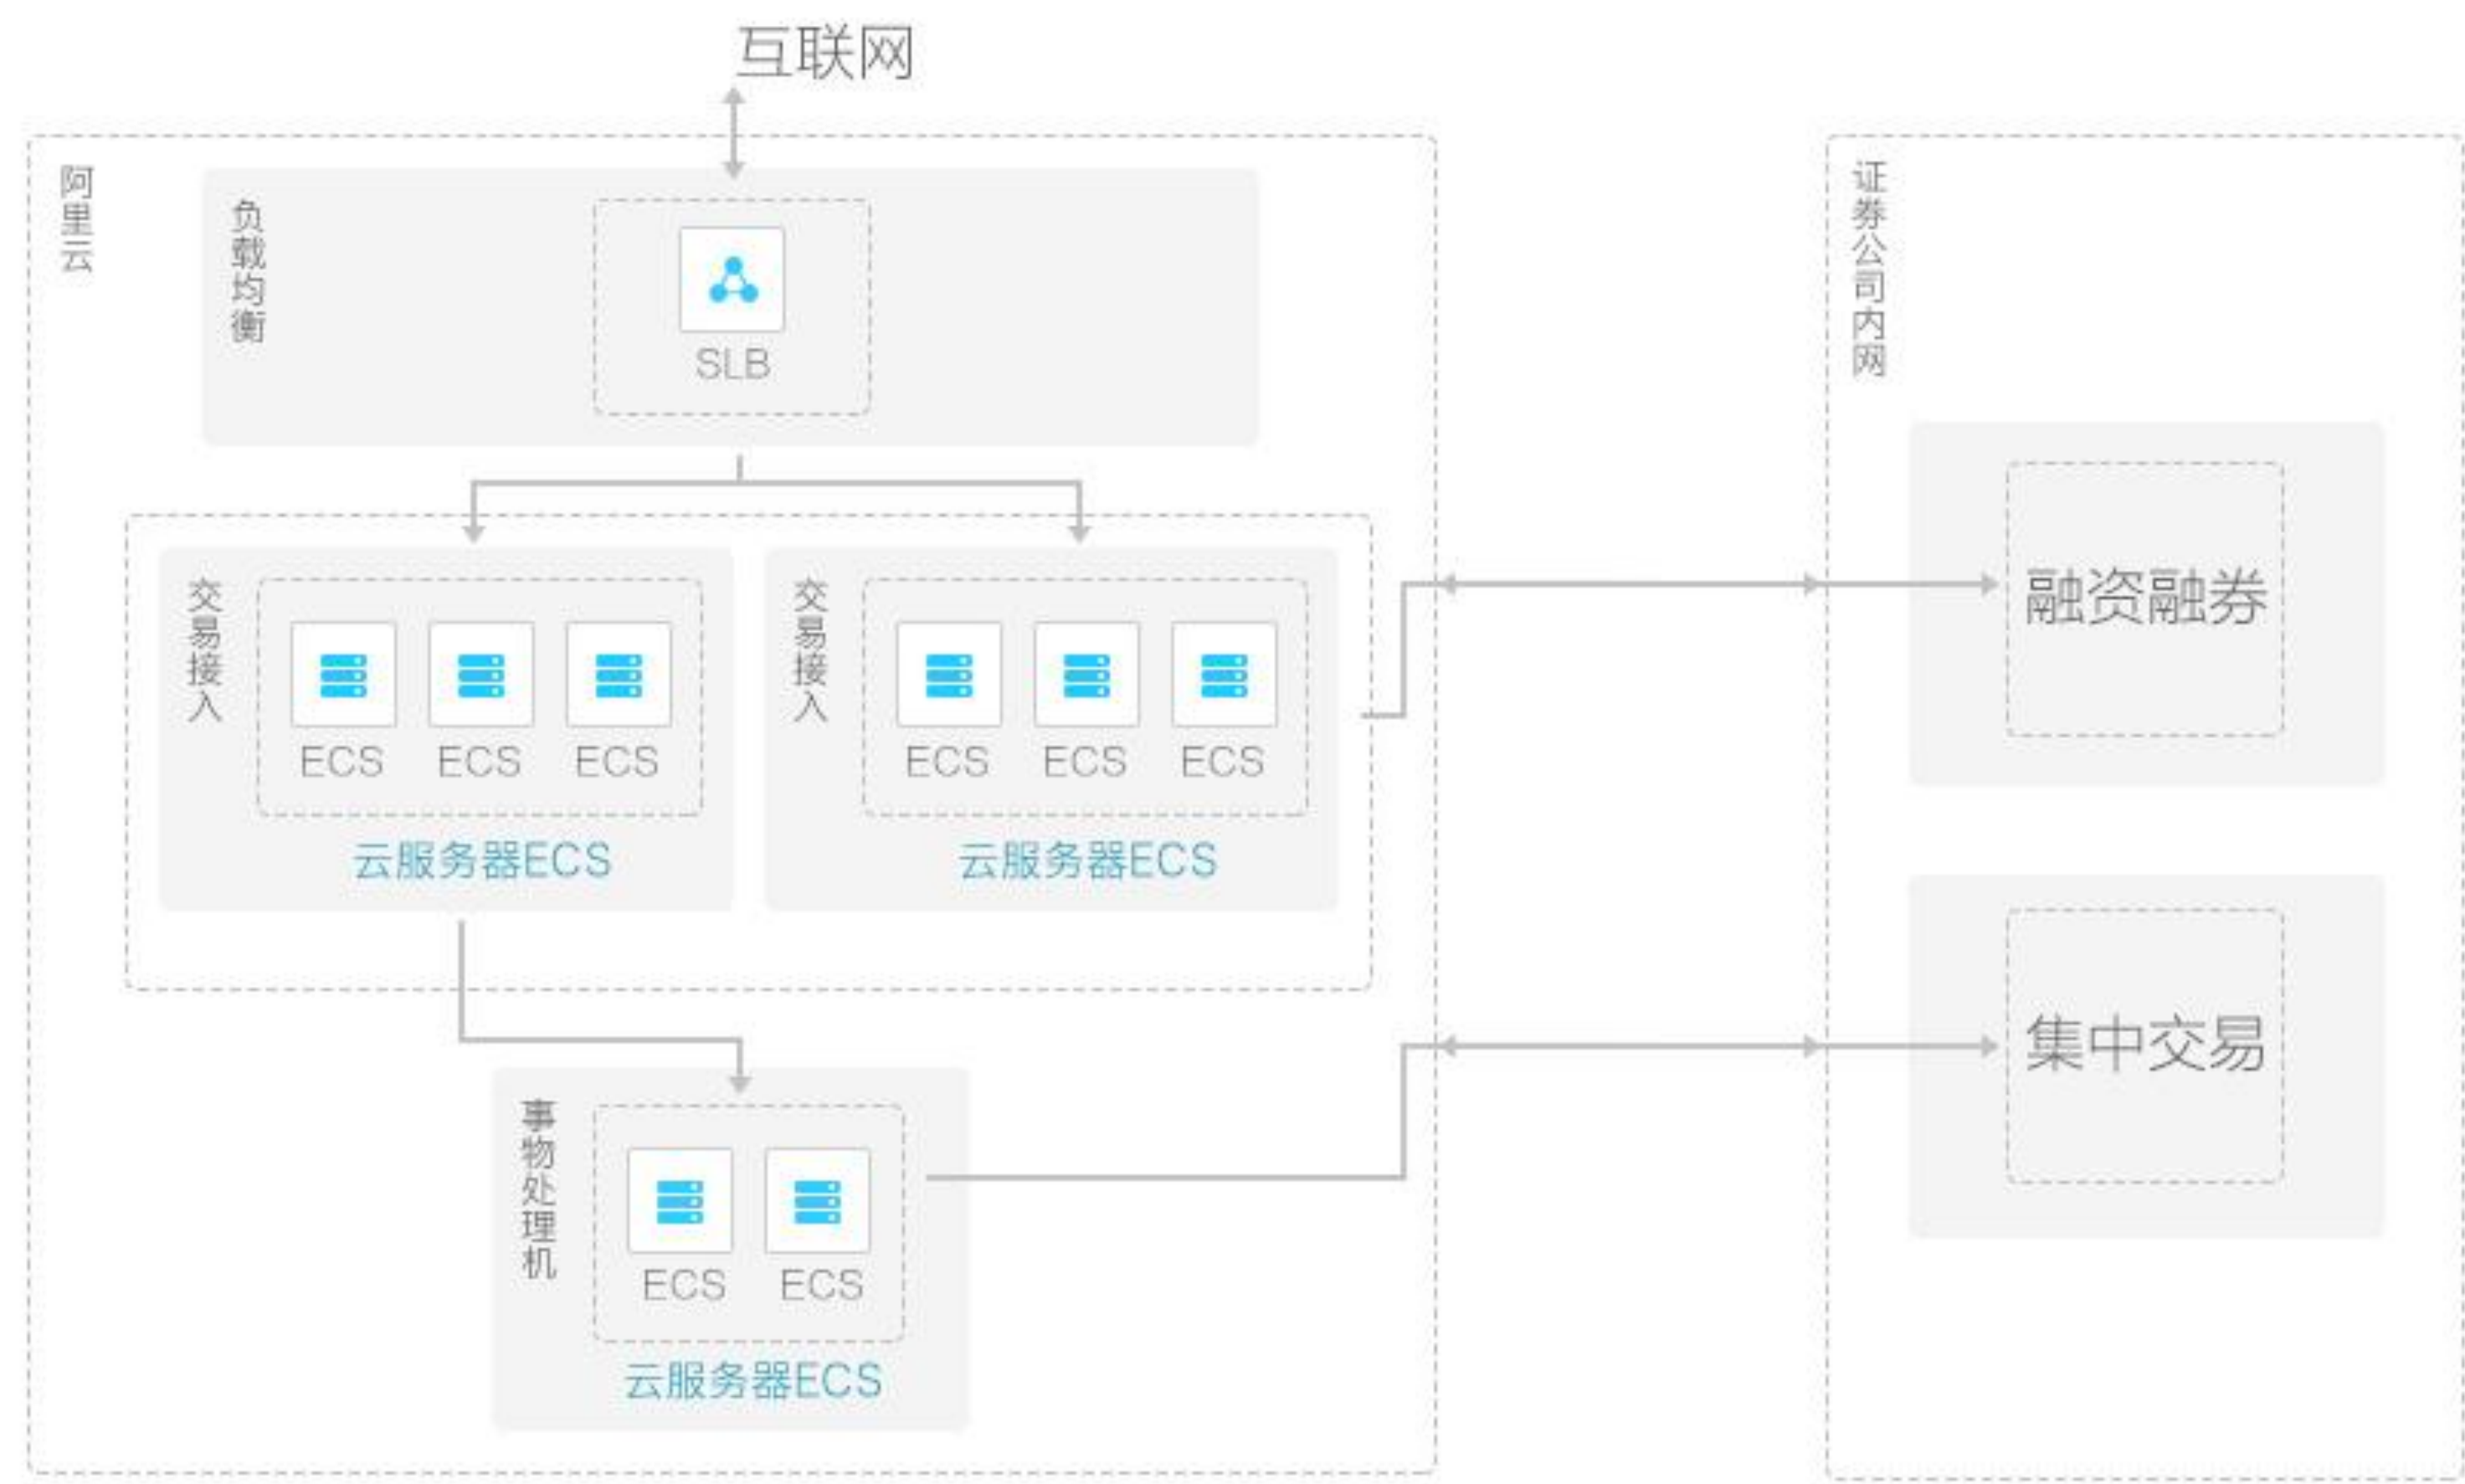 互联网
阿里云
负载均衡
SLB
交易接入
ECS
ECS
ECS
云服务器ECS
交易接入
ECS
ECS
ECS
云服务器ECS
事物处理机
ECS
ECS
云服务器ECS
证券公司内网
融资融券
集中交易